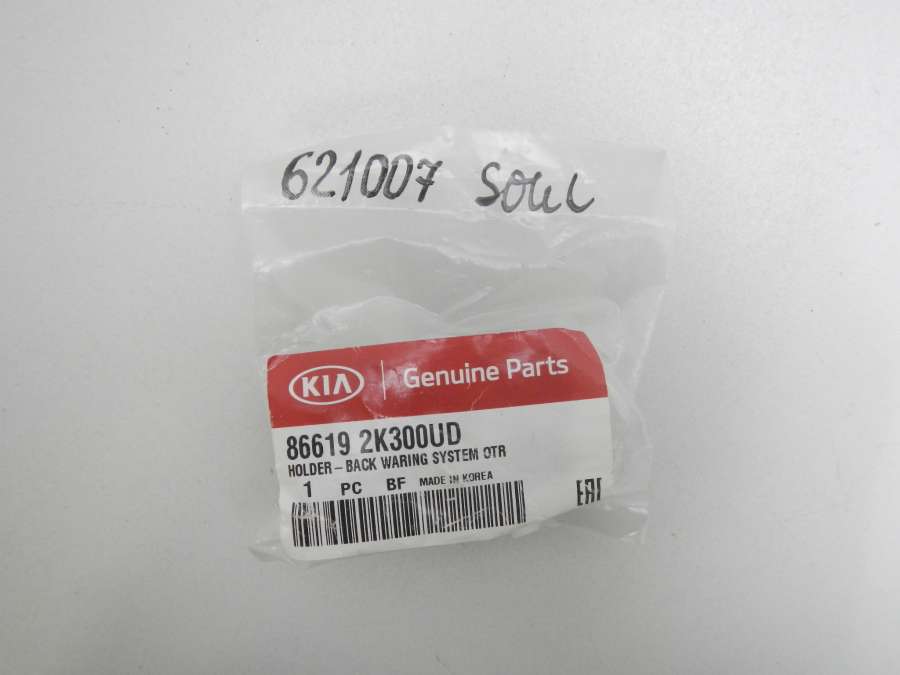 621007 Soul
KIA Genuine Parts
86619 2K300UD
HOLDER-BACK WARING SYSTEM OTR
1 PC BF MADE IN KOREA
EAC